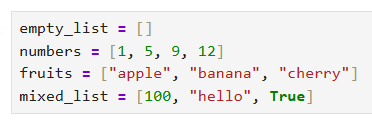 empty_list = []
numbers = [1, 5, 9, 12]
fruits = ["apple", "banana", "cherry"]
mixed_list = [100, "hello", True]